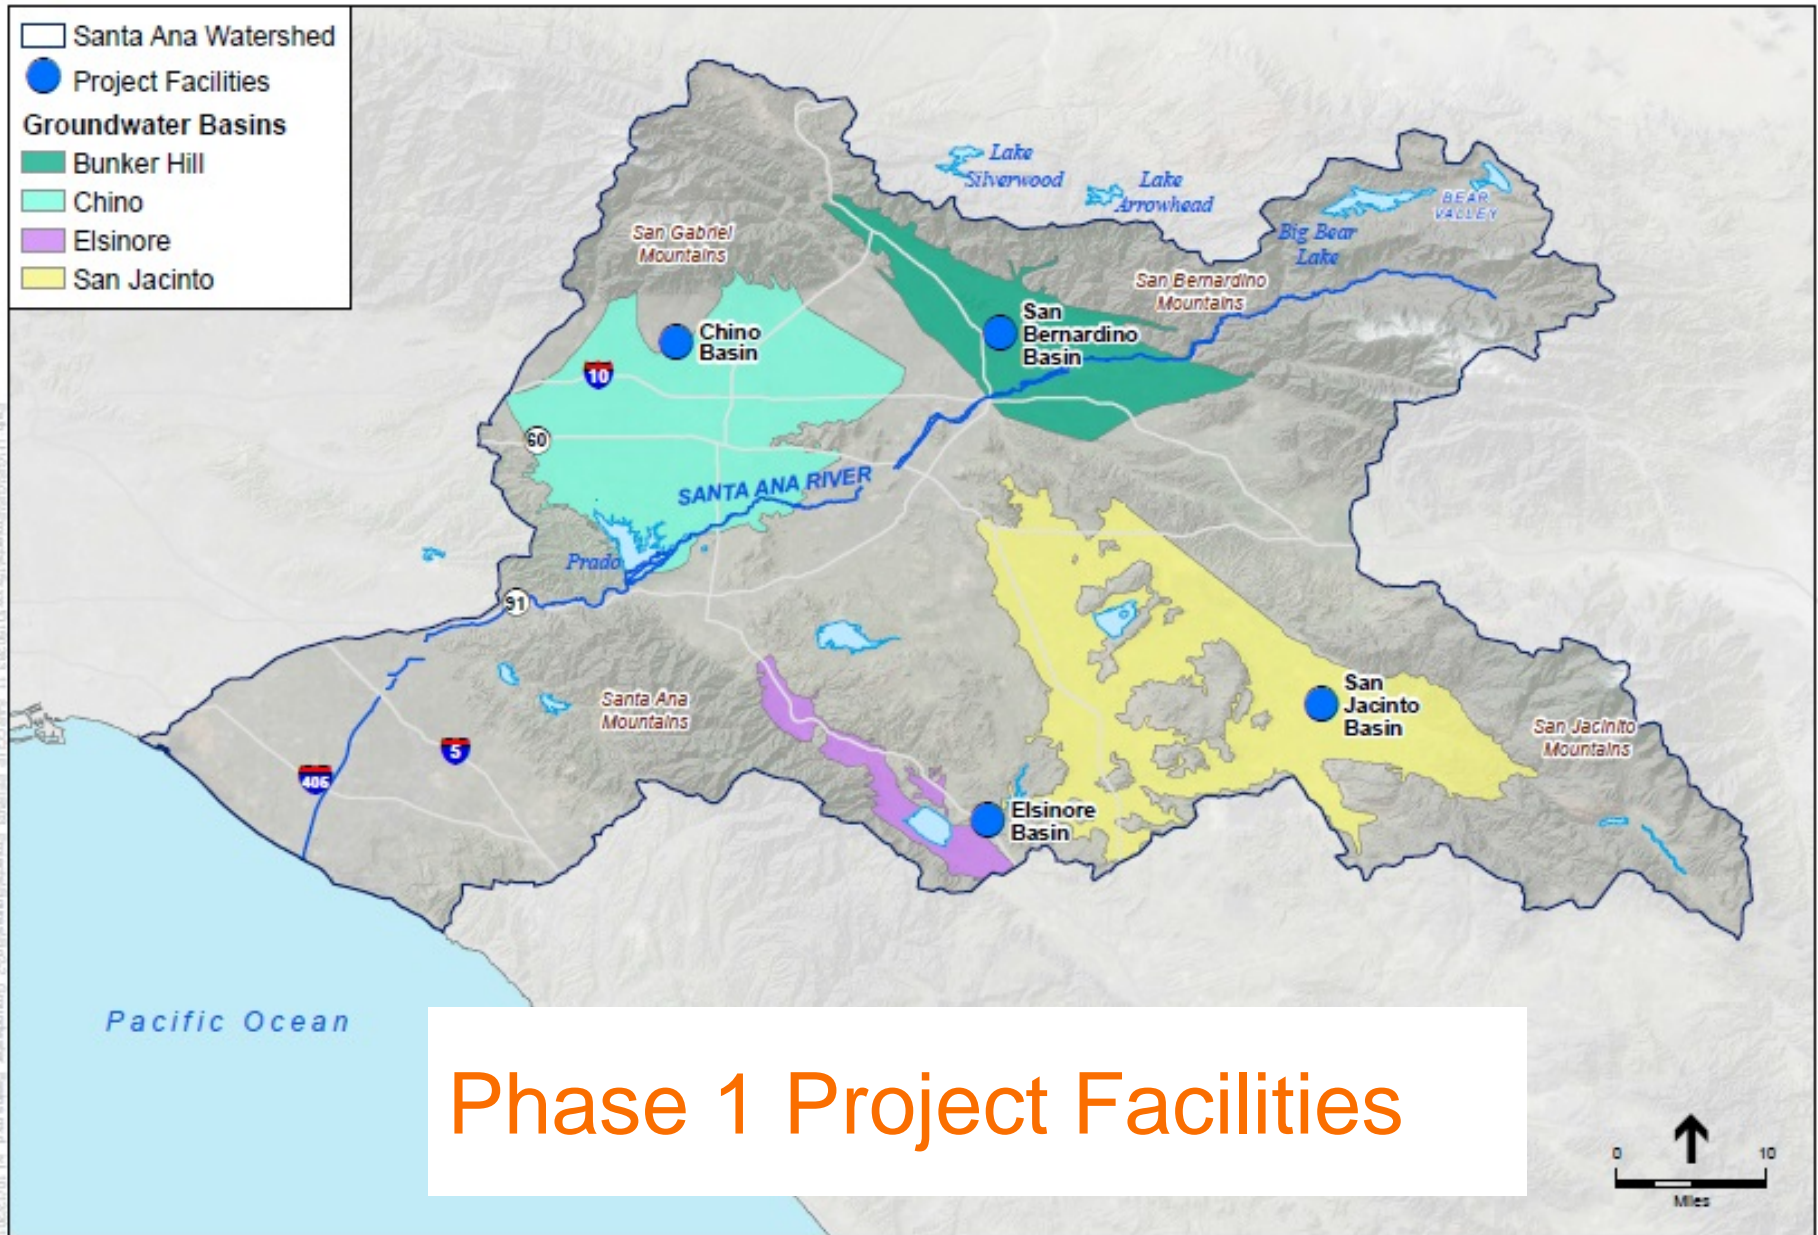 Santa Ana Watershed
Project Facilities
Groundwater Basins
Bunker Hill
Chino
Elsinore
San Jacinto
Lake
Silverwood
Lake
Arrowhead
BEAR
VALLEY
Big Bear
Lake
San Gabriel
Mountains
San Bernardino
Mountains
San
Bernardino
Basin
Chino
Basin
10
60
SANTA ANA RIVER
Prado
91
Santa Ana
Mountains
San
Jacinto
Basin
San Jacinito
Mountains
5
405
Elsinore
Basin
Pacific Ocean
Phase 1 Project Facilities
0
10
Miles